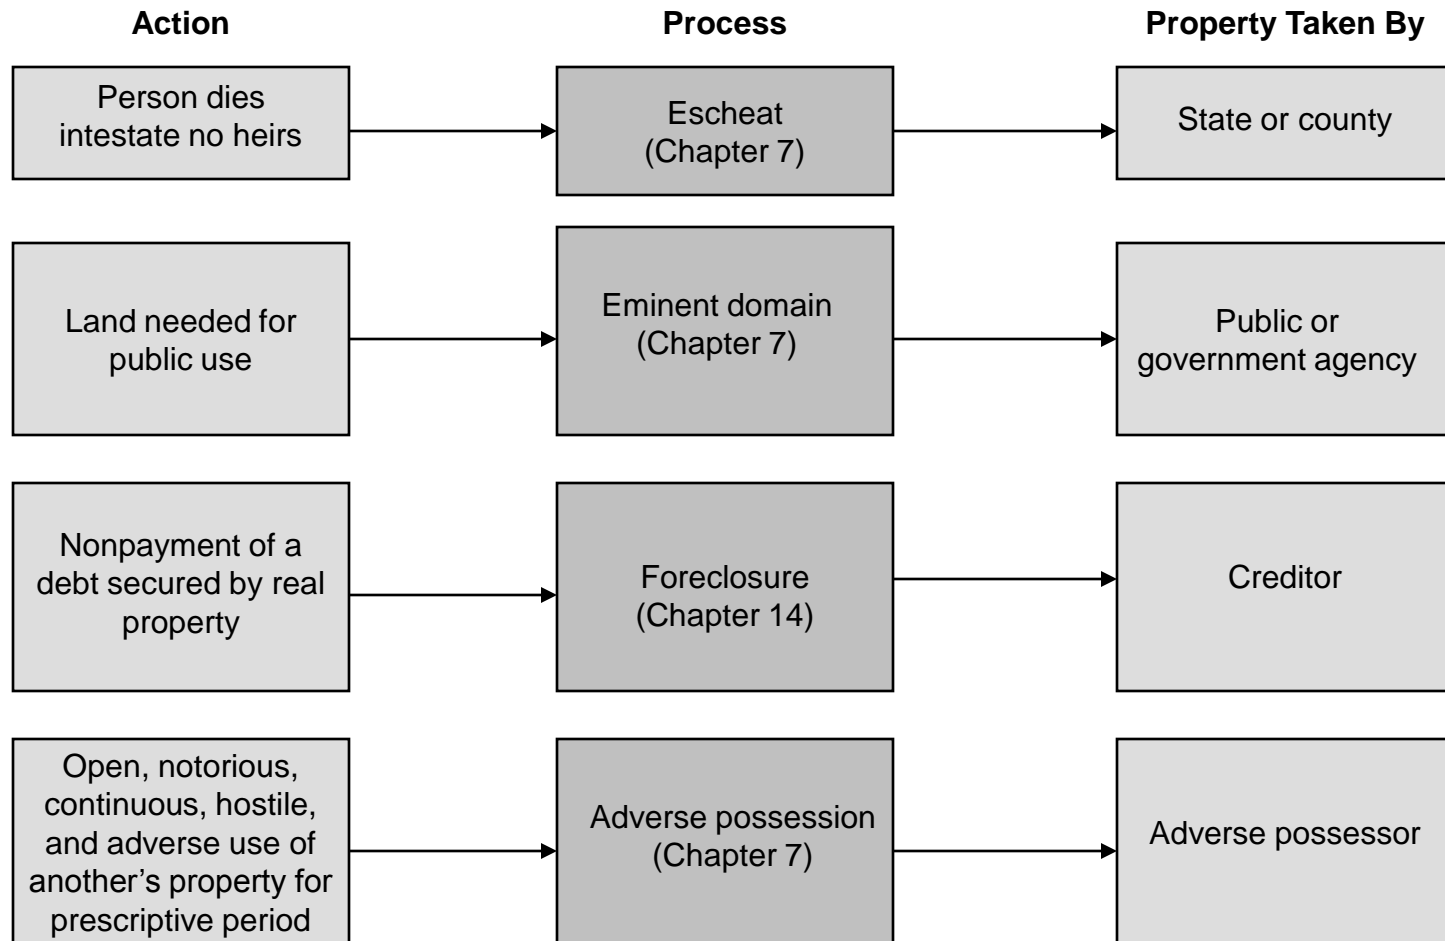 Action
Process
Property Taken By
Person dies
intestate no heirs
Escheat
(Chapter 7)
State or county
Land needed for
public use
Eminent domain
(Chapter 7)
Public or
government agency
Nonpayment of a
debt secured by real
property
Foreclosure
(Chapter 14)
Creditor
Open, notorious,
continuous, hostile,
and adverse use of
another’s property for
prescriptive period
Adverse possession
(Chapter 7)
Adverse possessor